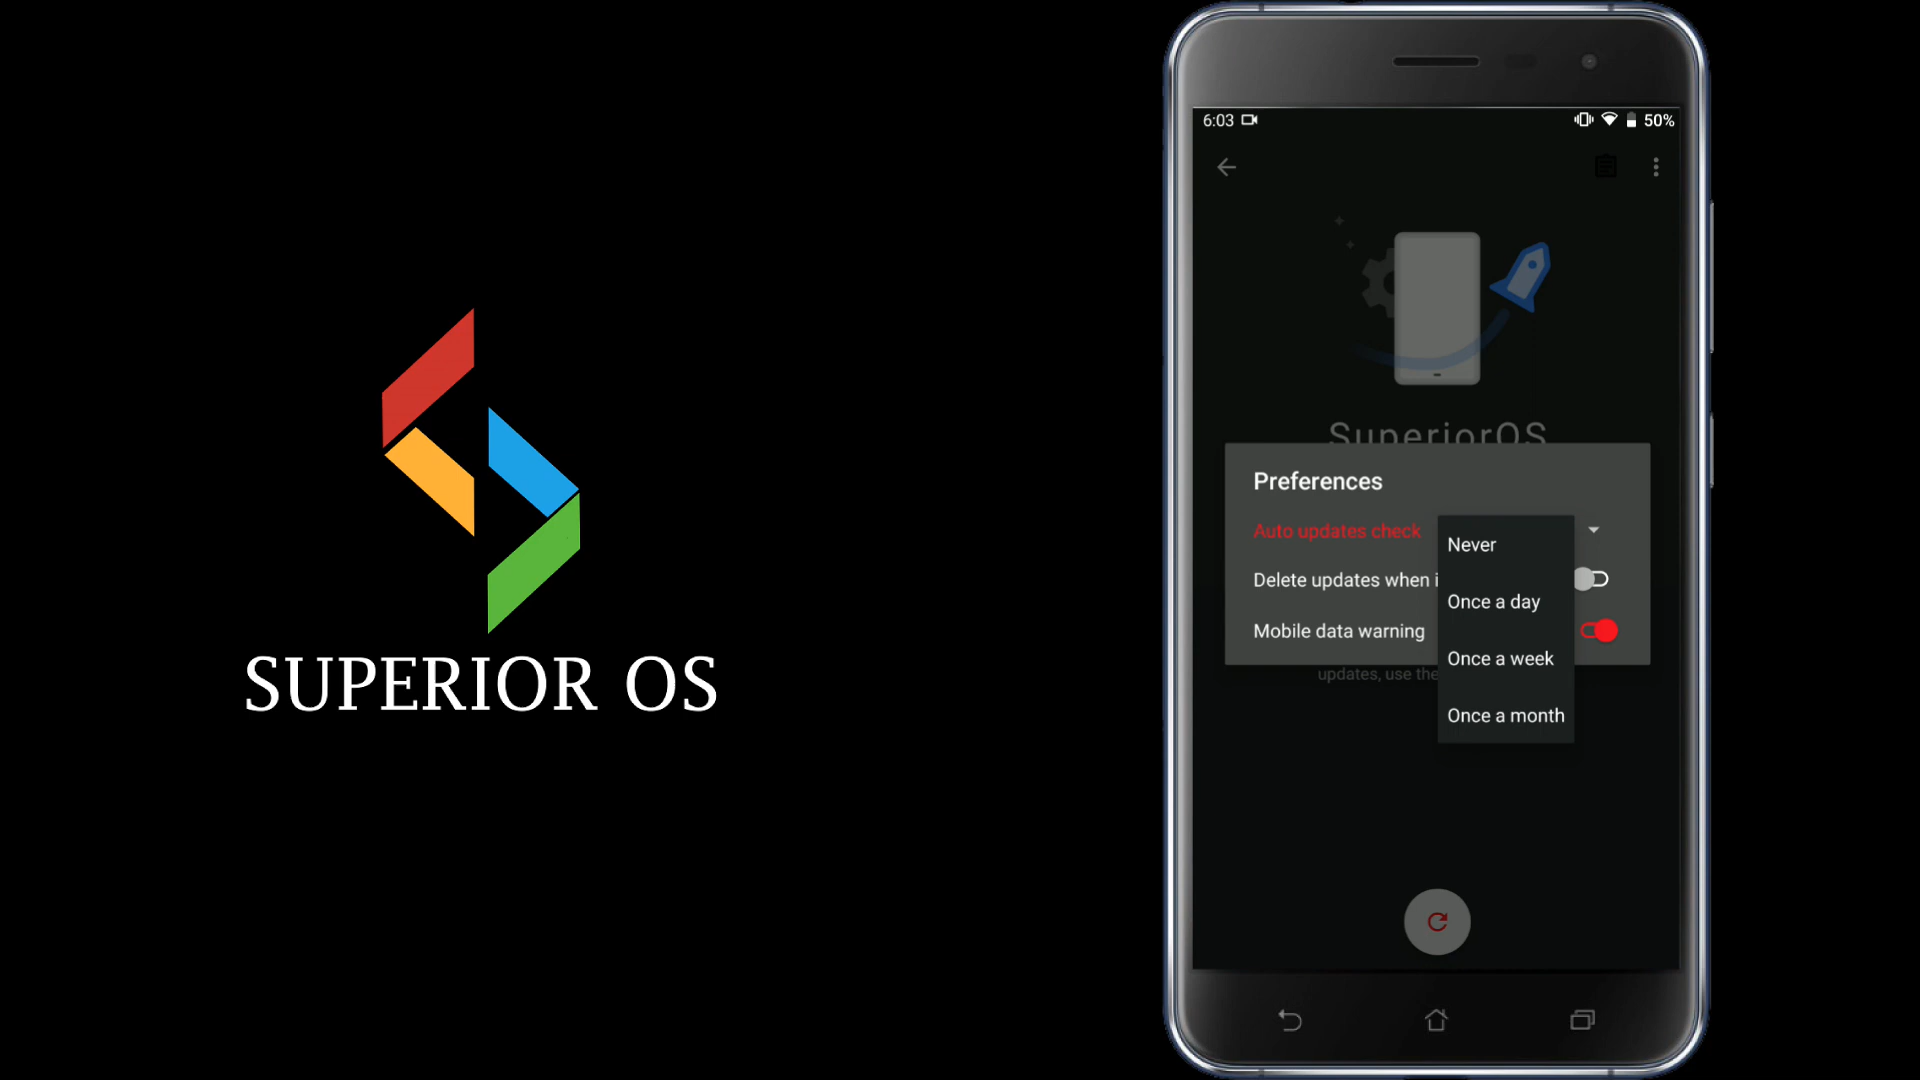 SUPERIOR OS
6:03 50%
SuperiorOS
Preferences
Auto updates check
Never
Delete updates when i
Once a day
Mobile data warning
Once a week
updates, use the
Once a month